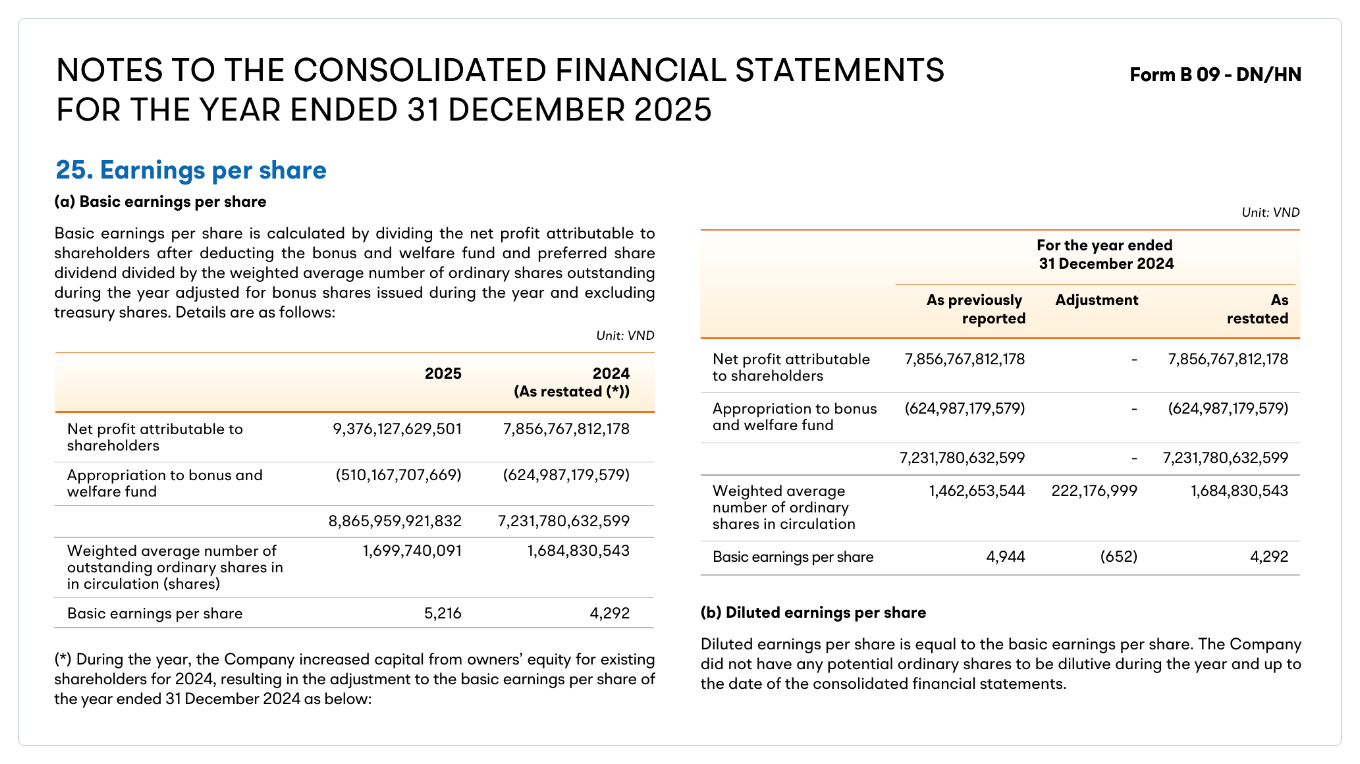 NOTES TO THE CONSOLIDATED FINANCIAL STATEMENTS
FOR THE YEAR ENDED 31 DECEMBER 2025
Form B 09 - DN/HN
25. Earnings per share
(a) Basic earnings per share
Basic earnings per share is calculated by dividing the net profit attributable to
shareholders after deducting the bonus and welfare fund and preferred share
dividend divided by the weighted average number of ordinary shares outstanding
during the year adjusted for bonus shares issued during the year and excluding
treasury shares. Details are as follows:
Unit: VND
2025 2024
(As restated (*))
Net profit attributable to 9,376,127,629,501 7,856,767,812,178
shareholders
Appropriation to bonus and (510,167,707,669) (624,987,179,579)
welfare fund
8,865,959,921,832 7,231,780,632,599
Weighted average number of 1,699,740,091 1,684,830,543
outstanding ordinary shares in
in circulation (shares)
Basic earnings per share 5,216 4,292
(*) During the year, the Company increased capital from owners’ equity for existing
shareholders for 2024, resulting in the adjustment to the basic earnings per share of
the year ended 31 December 2024 as below:
Unit: VND
For the year ended
31 December 2024
As previously Adjustment As
reported restated
Net profit attributable 7,856,767,812,178 – 7,856,767,812,178
to shareholders
Appropriation to bonus (624,987,179,579) – (624,987,179,579)
and welfare fund
7,231,780,632,599 – 7,231,780,632,599
Weighted average 1,462,653,544 222,176,999 1,684,830,543
number of ordinary
shares in circulation
Basic earnings per share 4,944 (652) 4,292
(b) Diluted earnings per share
Diluted earnings per share is equal to the basic earnings per share. The Company
did not have any potential ordinary shares to be dilutive during the year and up to
the date of the consolidated financial statements.